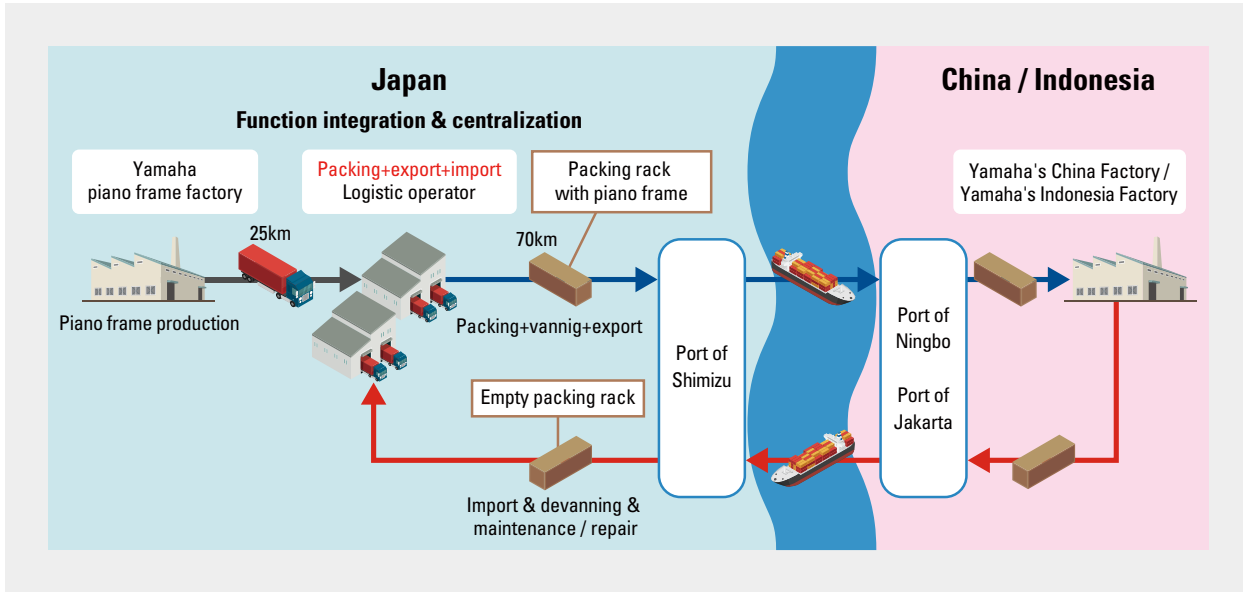 Japan
China / Indonesia
Function integration & centralization
Yamaha
piano frame factory
Packing+export+import
Logistic operator
Packing rack
with piano frame
Yamaha's China Factory /
Yamaha's Indonesia Factory
25km
70km
Piano frame production
Packing+vannig+export
Port of
Shimizu
Port of
Ningbo
Port of
Jakarta
Empty packing rack
Import & devanning &
maintenance / repair